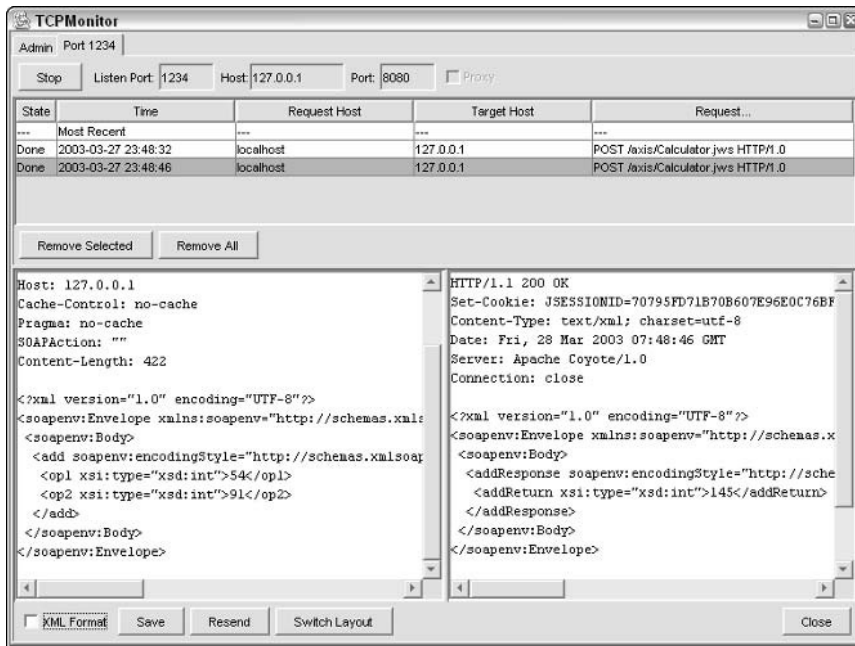 TCPMonitor
Admin Port 1234
Stop Listen Port: 1234 Host: 127.0.0.1 Port: 8080 Proxy
State Time Request Host Target Host Request...
--- Most Recent --- --- ---
Done 2003-03-27 23:48:32 localhost 127.0.0.1 POST /axis/Calculator.jws HTTP/1.0
Done 2003-03-27 23:48:46 localhost 127.0.0.1 POST /axis/Calculator.jws HTTP/1.0
Remove Selected Remove All
Host: 127.0.0.1
Cache-Control: no-cache
Pragma: no-cache
SOAPAction: ""
Content-Length: 422
<?xml version="1.0" encoding="UTF-8"?>
<soapenv:Envelope xmlns:soapenv="http://schemas.xmls
<soapenv:Body>
<add soapenv:encodingStyle="http://schemas.xmlsoap
<op1 xsi:type="xsd:int">54</op1>
<op2 xsi:type="xsd:int">91</op2>
</add>
</soapenv:Body>
</soapenv:Envelope>
HTTP/1.1 200 OK
Set-Cookie: JSESSIONID=70795FD71B70B607E96E0C76BF
Content-Type: text/xml; charset=utf-8
Date: Fri, 28 Mar 2003 07:48:46 GMT
Server: Apache Coyote/1.0
Connection: close
<?xml version="1.0" encoding="UTF-8"?>
<soapenv:Envelope xmlns:soapenv="http://schemas.x
<soapenv:Body>
<addResponse soapenv:encodingStyle="http://sche
<addReturn xsi:type="xsd:int">145</addReturn>
</addResponse>
</soapenv:Body>
</soapenv:Envelope>
XML Format Save Resend Switch Layout Close